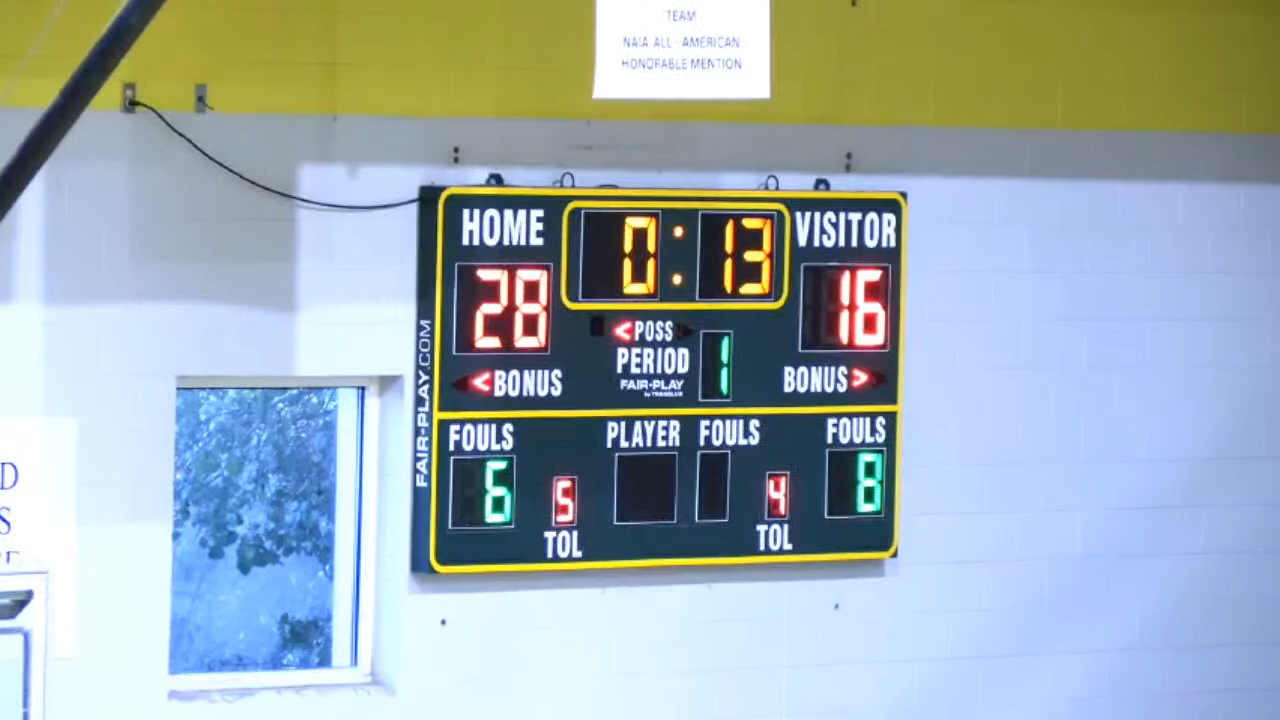 TEAM
NAIA ALL-AMERICAN
HONORABLE MENTION
HOME
0:13
VISITOR
28
16
<POSS
PERIOD
1
FAIR-PLAY
<BONUS
BONUS>
FAIR-PLAY.COM
FOULS
PLAYER
FOULS
FOULS
6
5
4
8
TOL
TOL
D
S